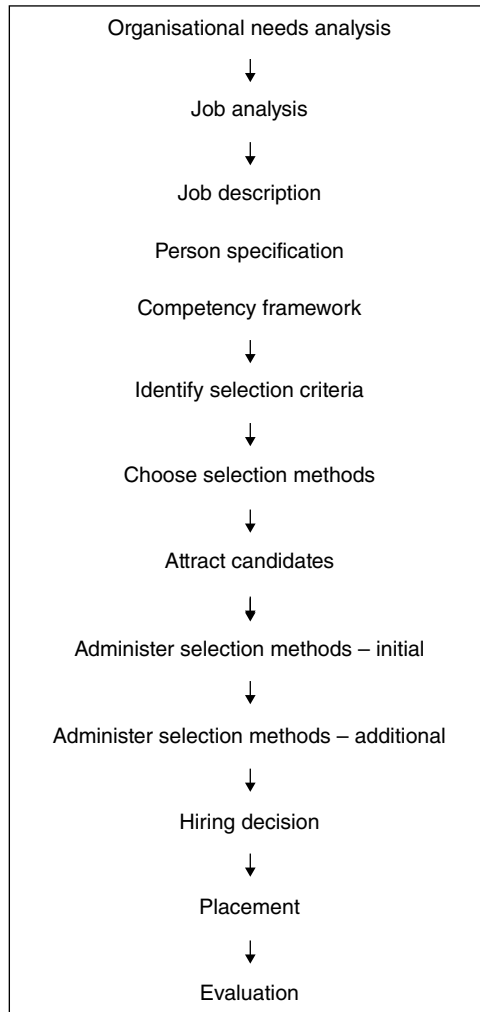 Organisational needs analysis
Job analysis
Job description
Person specification
Competency framework
Identify selection criteria
Choose selection methods
Attract candidates
Administer selection methods – initial
Administer selection methods – additional
Hiring decision
Placement
Evaluation